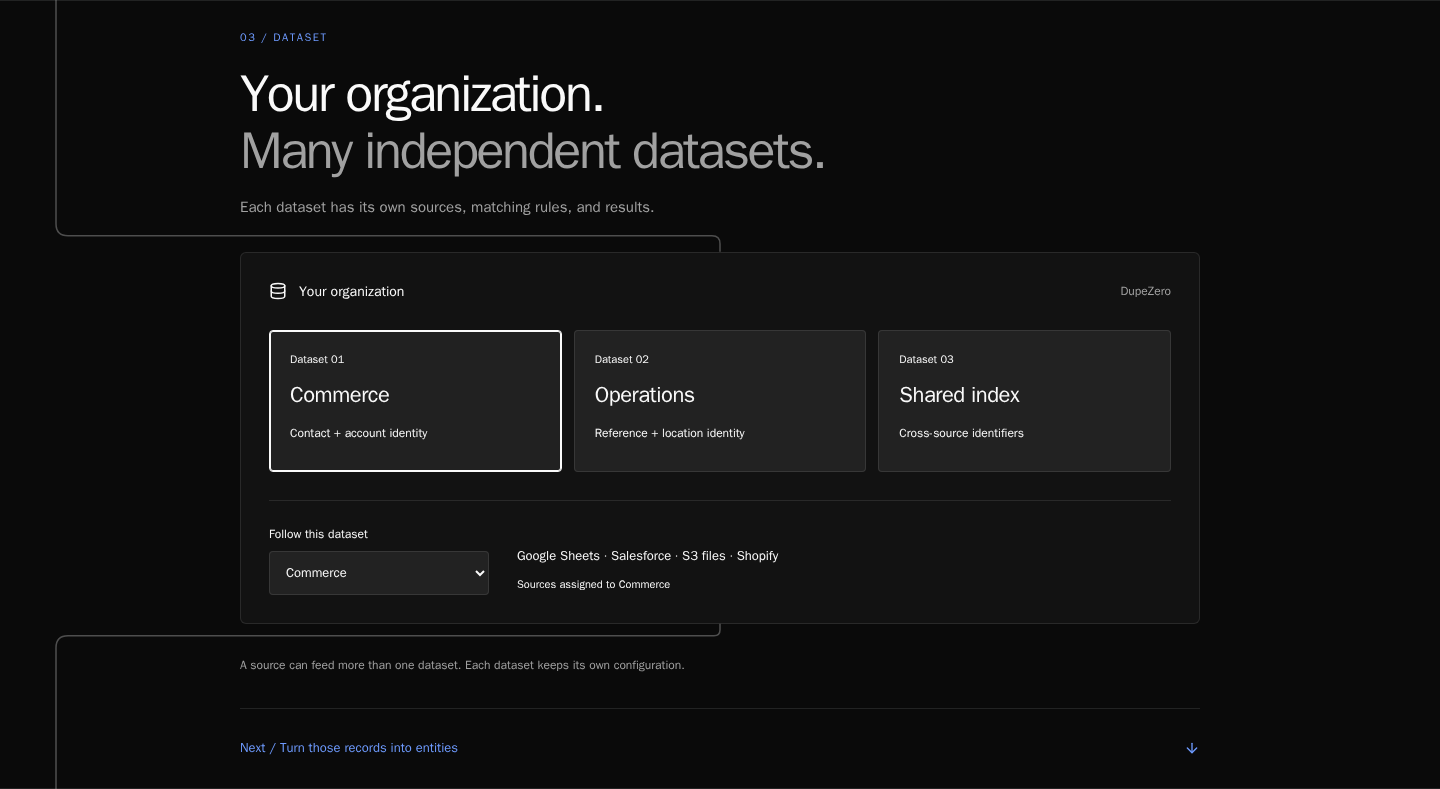 03 / DATASET
Your organization.
Many independent datasets.
Each dataset has its own sources, matching rules, and results.
Your organization
DupeZero
Dataset 01
Commerce
Contact + account identity
Dataset 02
Operations
Reference + location identity
Dataset 03
Shared index
Cross-source identifiers
Follow this dataset
Commerce
Google Sheets · Salesforce · S3 files · Shopify
Sources assigned to Commerce
A source can feed more than one dataset. Each dataset keeps its own configuration.
Next / Turn those records into entities